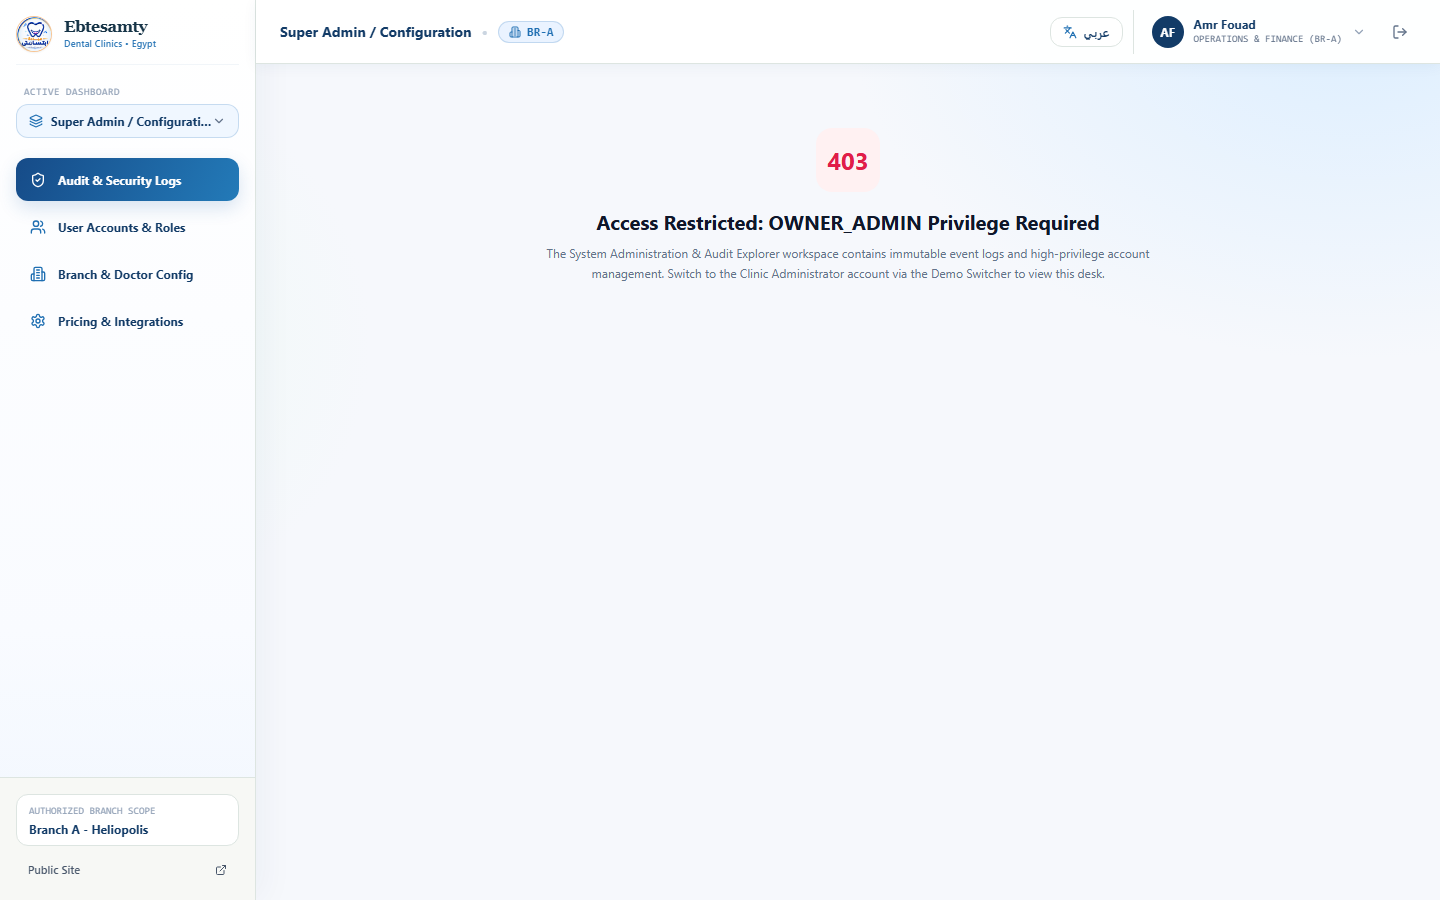 Ebtesamty
Dental Clinics • Egypt
ACTIVE DASHBOARD
Super Admin / Configurati...
Audit & Security Logs
User Accounts & Roles
Branch & Doctor Config
Pricing & Integrations
AUTHORIZED BRANCH SCOPE
Branch A - Heliopolis
Public Site
Super Admin / Configuration • BR-A
عربي
AF
Amr Fouad
OPERATIONS & FINANCE (BR-A)
403
Access Restricted: OWNER_ADMIN Privilege Required
The System Administration & Audit Explorer workspace contains immutable event logs and high-privilege account
management. Switch to the Clinic Administrator account via the Demo Switcher to view this desk.